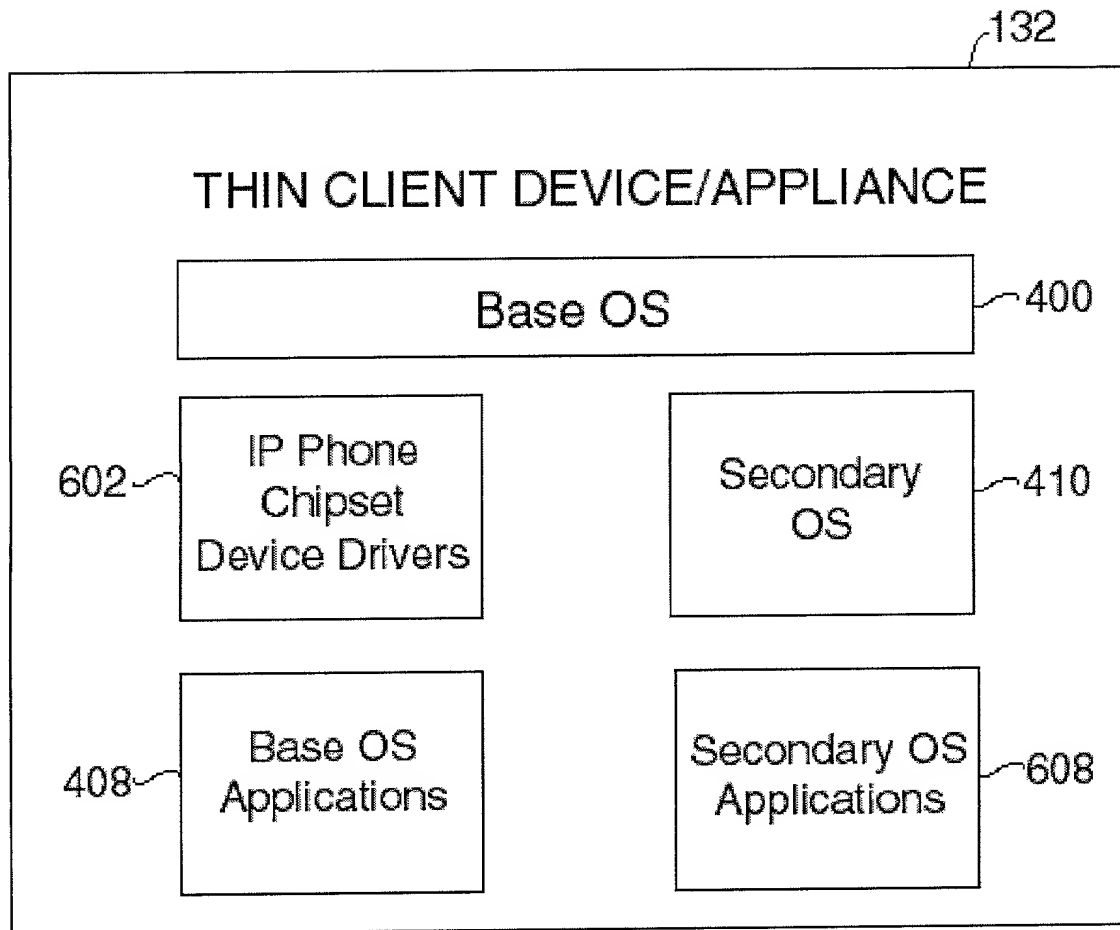 132
THIN CLIENT DEVICE/APPLIANCE
Base OS
400
IP Phone
Chipset
Device Drivers
602
Secondary
OS
410
Base OS
Applications
408
Secondary OS
Applications
608